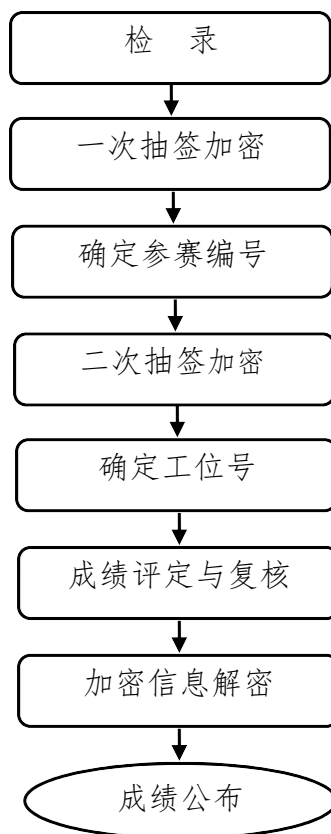 检 录
一次抽签加密
确定参赛编号
二次抽签加密
确定工位号
成绩评定与复核
加密信息解密
成绩公布